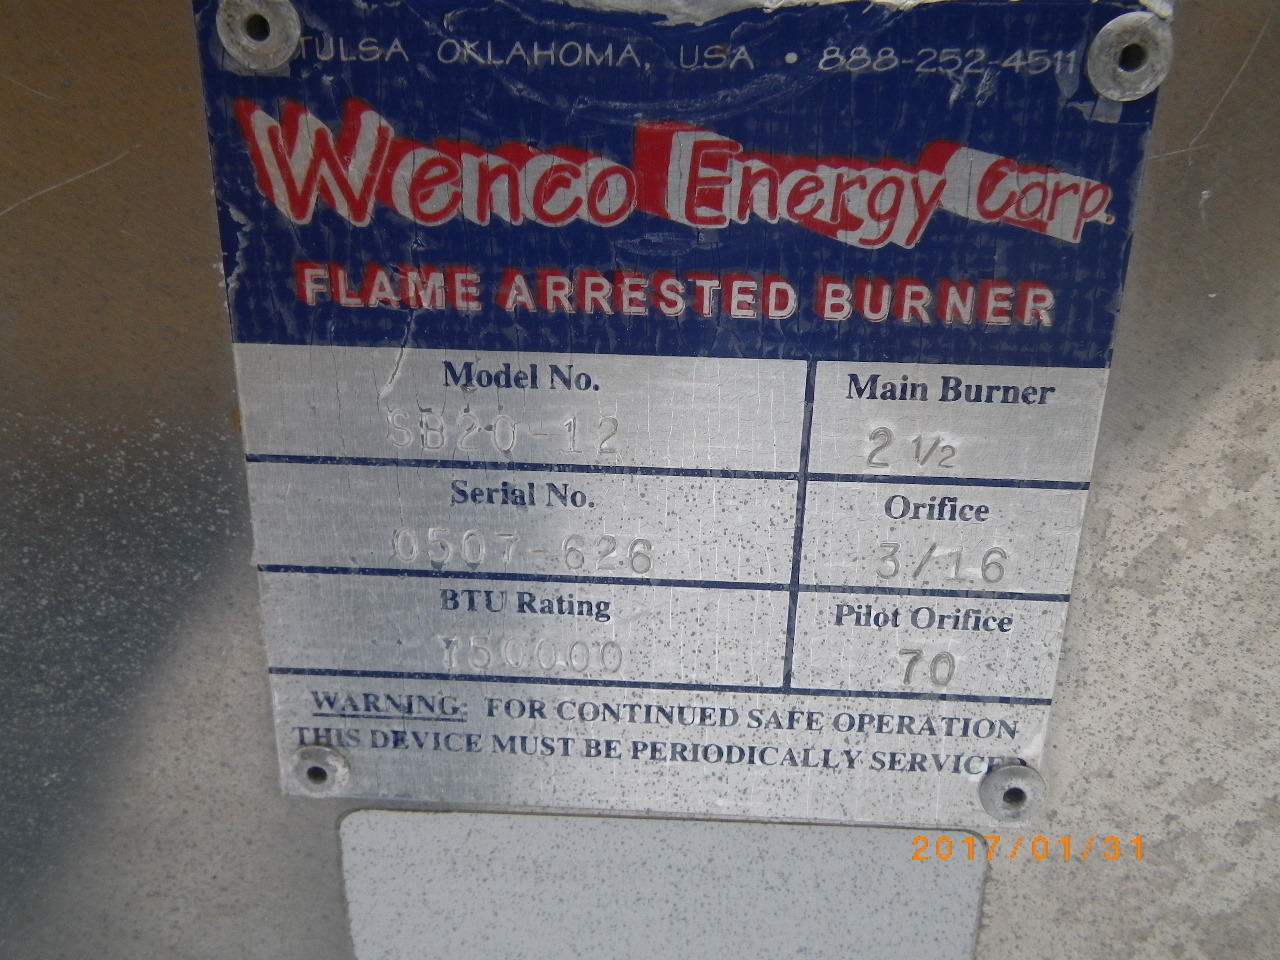 TULSA OKLAHOMA, USA • 888-252-4511
Wenco Energy Corp.
FLAME ARRESTED BURNER
Model No.
SB20-12
Main Burner
2 1/2
Serial No.
0507-626
Orifice
3/16
BTU Rating
750000
Pilot Orifice
70
WARNING: FOR CONTINUED SAFE OPERATION
THIS DEVICE MUST BE PERIODICALLY SERVICED
2017/01/31